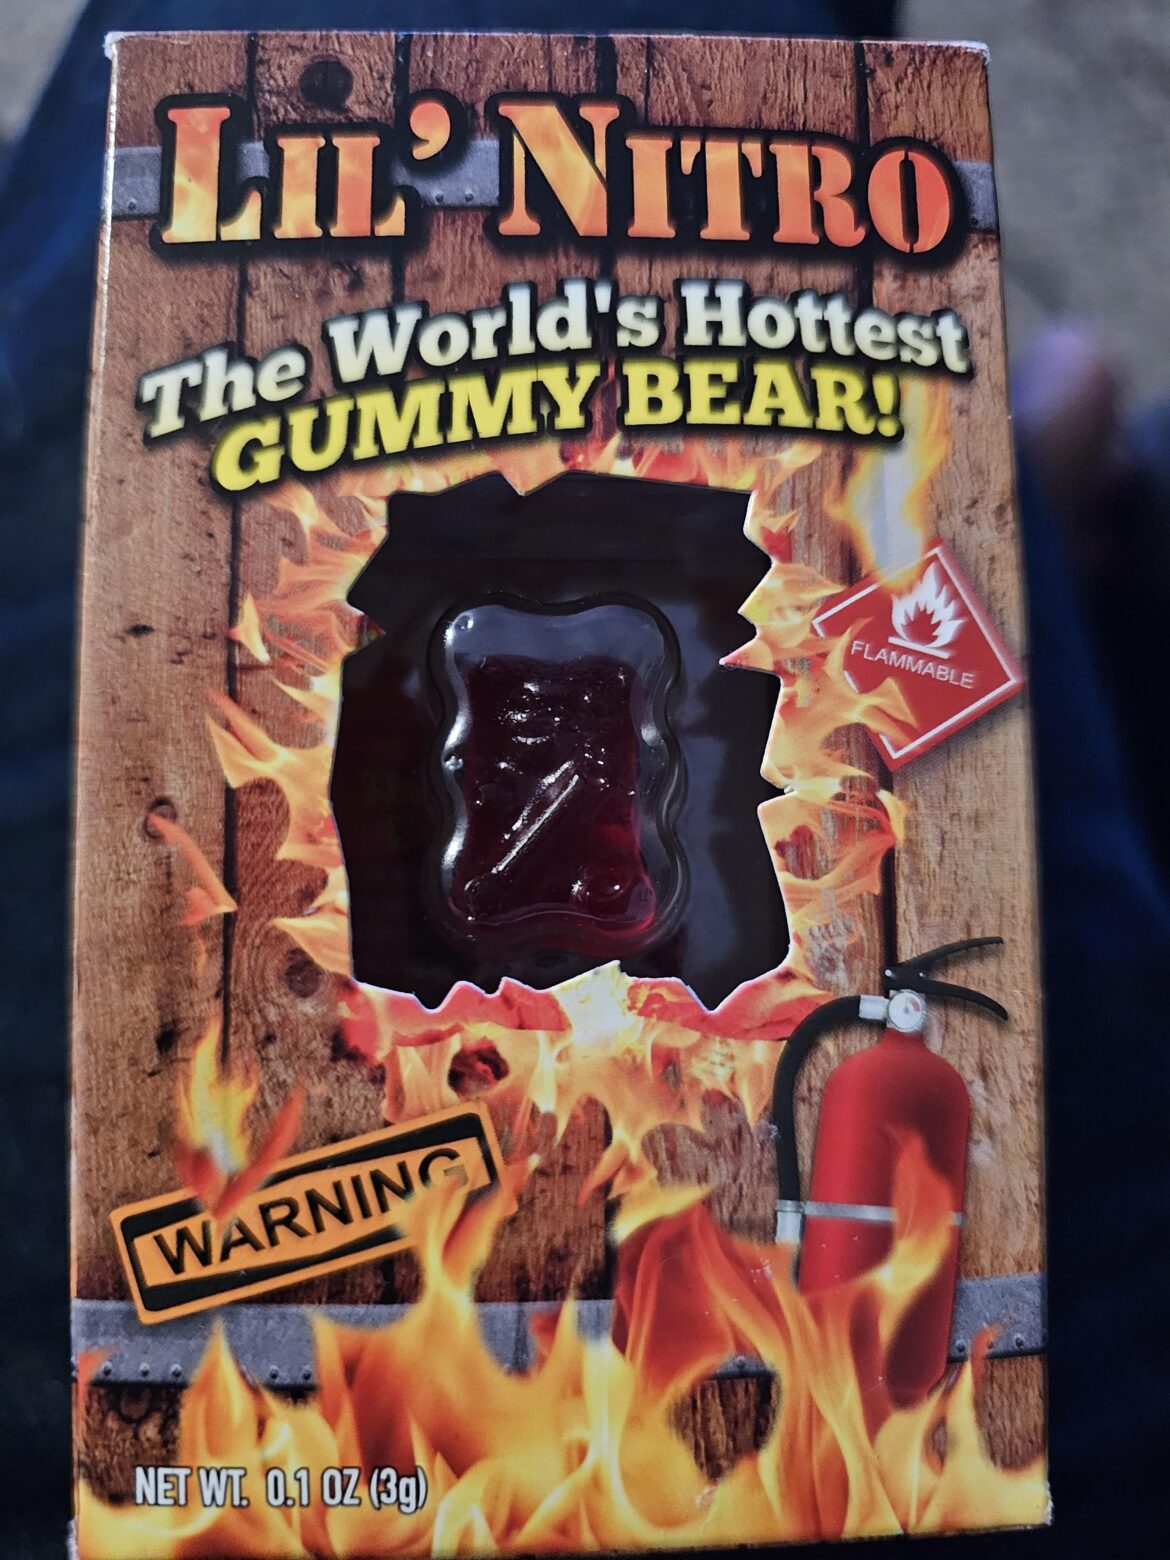 LIL' NITRO
The World's Hottest
GUMMY BEAR!
FLAMMABLE
WARNING
NET WT. 0.1 OZ (3g)